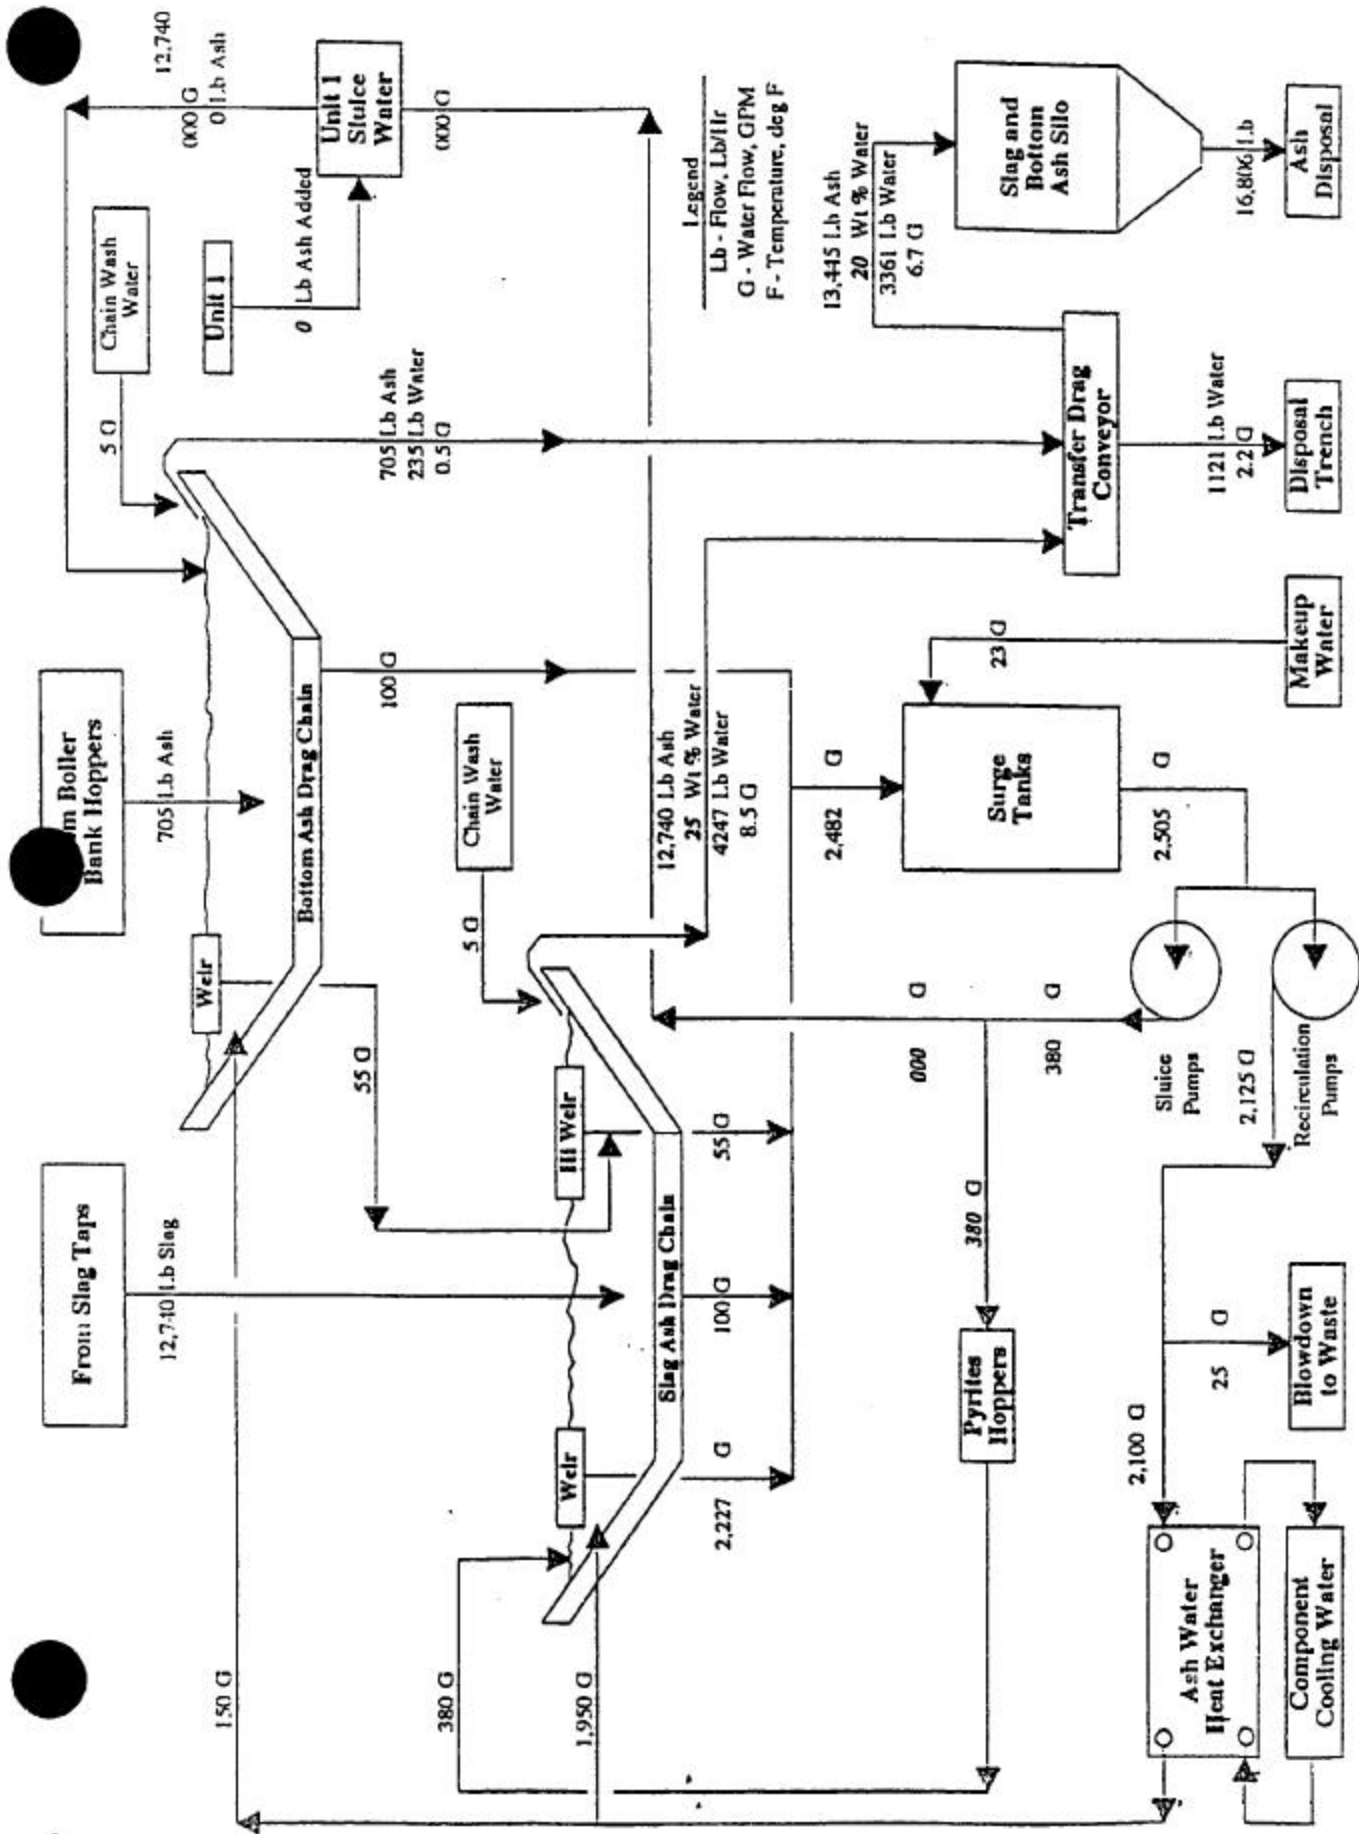 From Slag Taps
12,740 Lb Slag
Bank Hoppers
Boiler
705 Lb Ash
Weir
Bottom Ash Drag Chain
150 G
55 G
100 G
Chain Wash
Water
5 G
12,740
000 G
0 Lb Ash
Unit 1
Sluice
Water
000 G
Unit 1
0 Lb Ash Added
705 Lb Ash
235 Lb Water
0.5 G
Legend
Lb - Flow, Lb/Hr
G - Water Flow, GPM
F - Temperature, deg F
380 G
1,950 G
Weir
Weir
Slag Ash Drag Chain
2,227 G
100 G
55 G
Chain Wash
Water
5 G
12,740 Lb Ash
25 Wt % Water
4247 Lb Water
8.5 G
13,445 Lb Ash
20 Wt % Water
3361 Lb Water
6.7 G
Slag and
Bottom
Ash Silo
16,806 Lb
Ash
Disposal
Transfer Drag
Conveyor
1121 Lb Water
2.2 G
Disposal
Trench
2,482 G
Surge
Tanks
23 G
Makeup
Water
2,505 G
000 G
380 G
380 G
Pyrites
Hoppers
Sluice
Pumps
2,125 G
Recirculation
Pumps
2,100 G
25 G
Blowdown
to Waste
Ash Water
Heat Exchanger
Component
Cooling Water